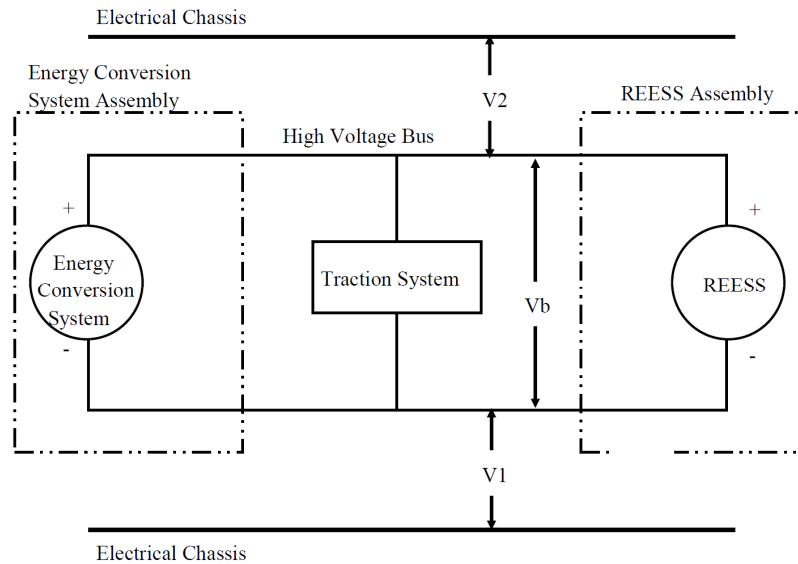 Electrical Chassis
Energy Conversion
System Assembly
V2
REESS Assembly
High Voltage Bus
+
+
Energy
Conversion
System
Traction System
Vb
REESS
-
-
V1
Electrical Chassis